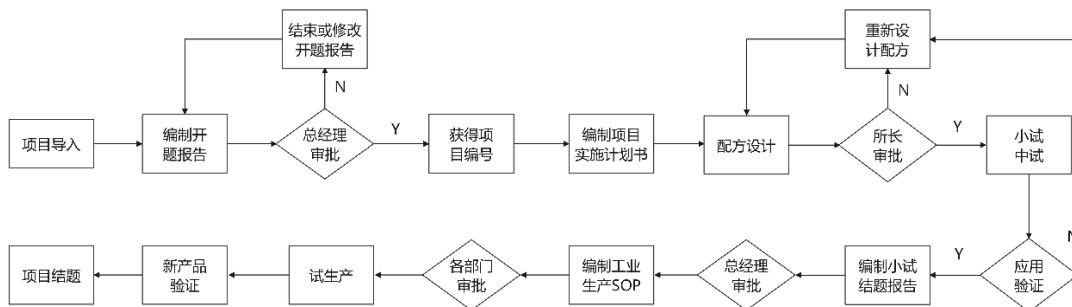 结束或修改
开题报告
重新设
计配方
N
N
项目导入
编制开
题报告
总经理
审批
Y
获得项
目编号
编制项目
实施计划书
配方设计
所长
审批
Y
小试
中试
N
项目结题
新产品
验证
试生产
各部门
审批
编制工业
生产SOP
总经理
审批
编制小试
结题报告
Y
应用
验证